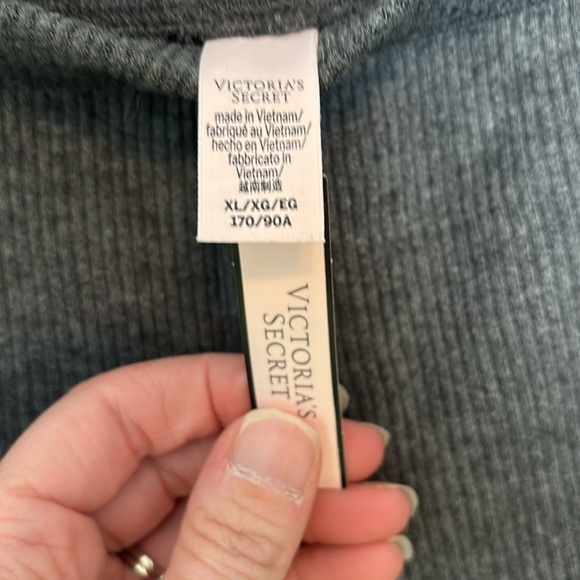 VICTORIA'S
SECRET
made in Vietnam/
fabriqué au Vietnam/
hecho en Vietnam/
fabbricato in
Vietnam/
越南制造
XL/XG/EG
170/90A
VICTORIA'S
SECRET